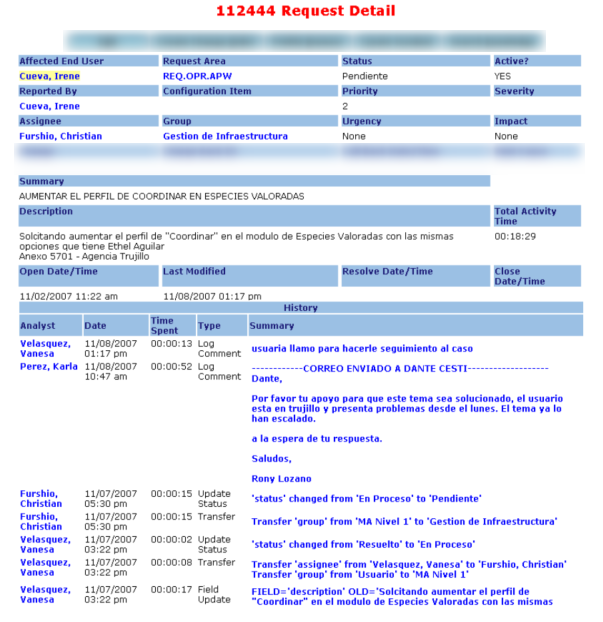 112444 Request Detail
Affected End User Request Area Status Active?
Cueva, Irene REQ.OPR.APW Pendiente YES
Reported By Configuration Item Priority Severity
Cueva, Irene 2
Assignee Group Urgency Impact
Furshio, Christian Gestion de Infraestructura None None
Summary
AUMENTAR EL PERFIL DE COORDINAR EN ESPECIES VALORADAS
Description Total Activity
Time
Solcitando aumentar el perfil de "Coordinar" en el modulo de Especies Valoradas con las mismas 00:18:29
opciones que tiene Ethel Aguilar
Anexo 5701 - Agencia Trujillo
Open Date/Time Last Modified Resolve Date/Time Close
Date/Time
11/02/2007 11:22 am 11/08/2007 01:17 pm
History
Analyst Date Time Spent Type Summary
Velasquez, 11/08/2007 00:00:13 Log usuaria llamo para hacerle seguimiento al caso
Vanesa 01:17 pm Comment
Perez, Karla 11/08/2007 00:00:52 Log ------------CORREO ENVIADO A DANTE CESTI-------------------
10:47 am Comment Dante,
Por favor tu apoyo para que este tema sea solucionado, el usuario
esta en trujillo y presenta problemas desde el lunes. El tema ya lo
han escalado.
a la espera de tu respuesta.
Saludos,
Rony Lozano
Furshio, 11/07/2007 00:00:15 Update 'status' changed from 'En Proceso' to 'Pendiente'
Christian 05:30 pm Status
Furshio, 11/07/2007 00:00:15 Transfer Transfer 'group' from 'MA Nivel 1' to 'Gestion de Infraestructura'
Christian 05:30 pm
Velasquez, 11/07/2007 00:00:02 Update 'status' changed from 'Resuelto' to 'En Proceso'
Vanesa 03:22 pm Status
Velasquez, 11/07/2007 00:00:08 Transfer Transfer 'assignee' from 'Velasquez, Vanesa' to 'Furshio, Christian'
Vanesa 03:22 pm Transfer 'group' from 'Usuario' to 'MA Nivel 1'
Velasquez, 11/07/2007 00:00:17 Field FIELD='description' OLD='Solcitando aumentar el perfil de
Vanesa 03:22 pm Update "Coordinar" en el modulo de Especies Valoradas con las mismas